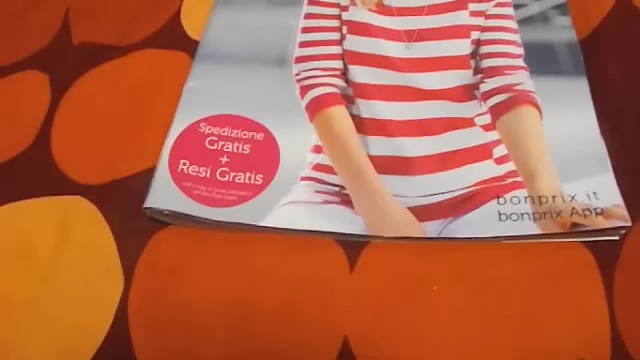 Spedizione
Gratis
+
Resi Gratis
bonprix.it
bonprix App